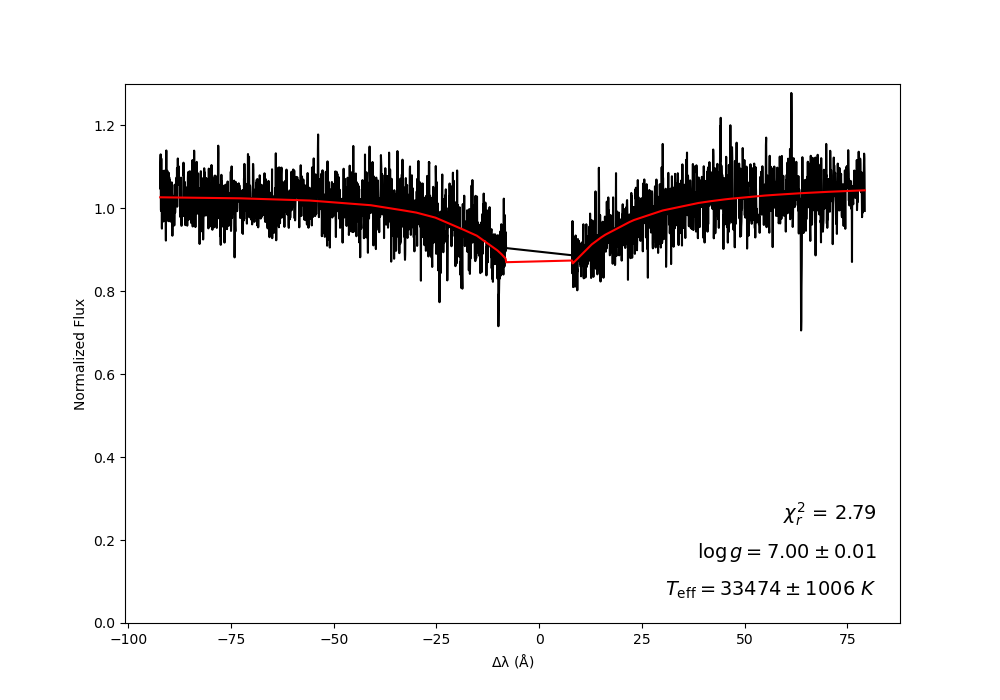 1.2
1.0
0.8
0.6
0.4
0.2
0.0
Normalized Flux
χ²ᵣ = 2.79
log g = 7.00 ± 0.01
T_eff = 33474 ± 1006 K
−100 −75 −50 −25 0 25 50 75
Δλ (Å)